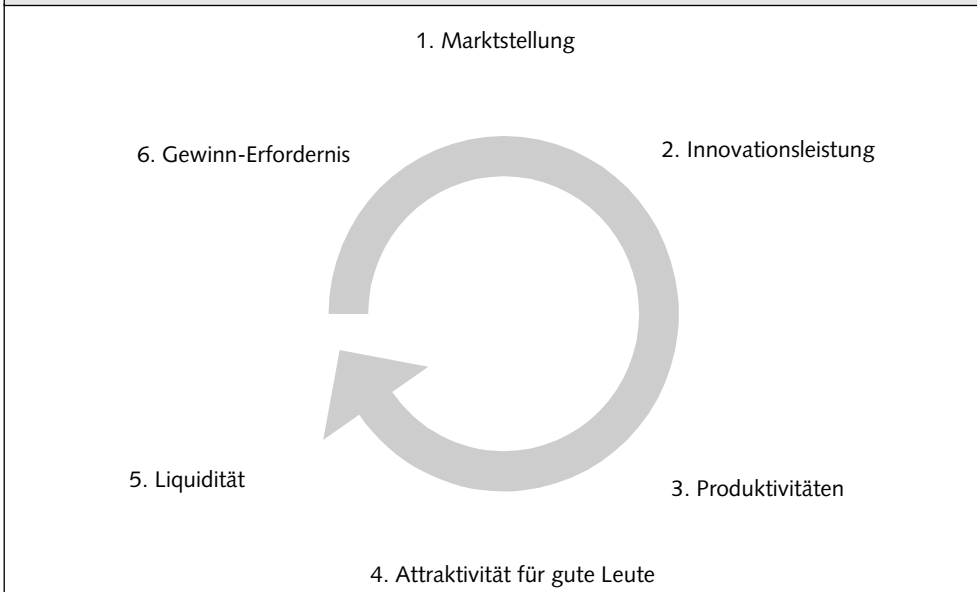 1. Marktstellung
2. Innovationsleistung
3. Produktivitäten
4. Attraktivität für gute Leute
5. Liquidität
6. Gewinn-Erfordernis